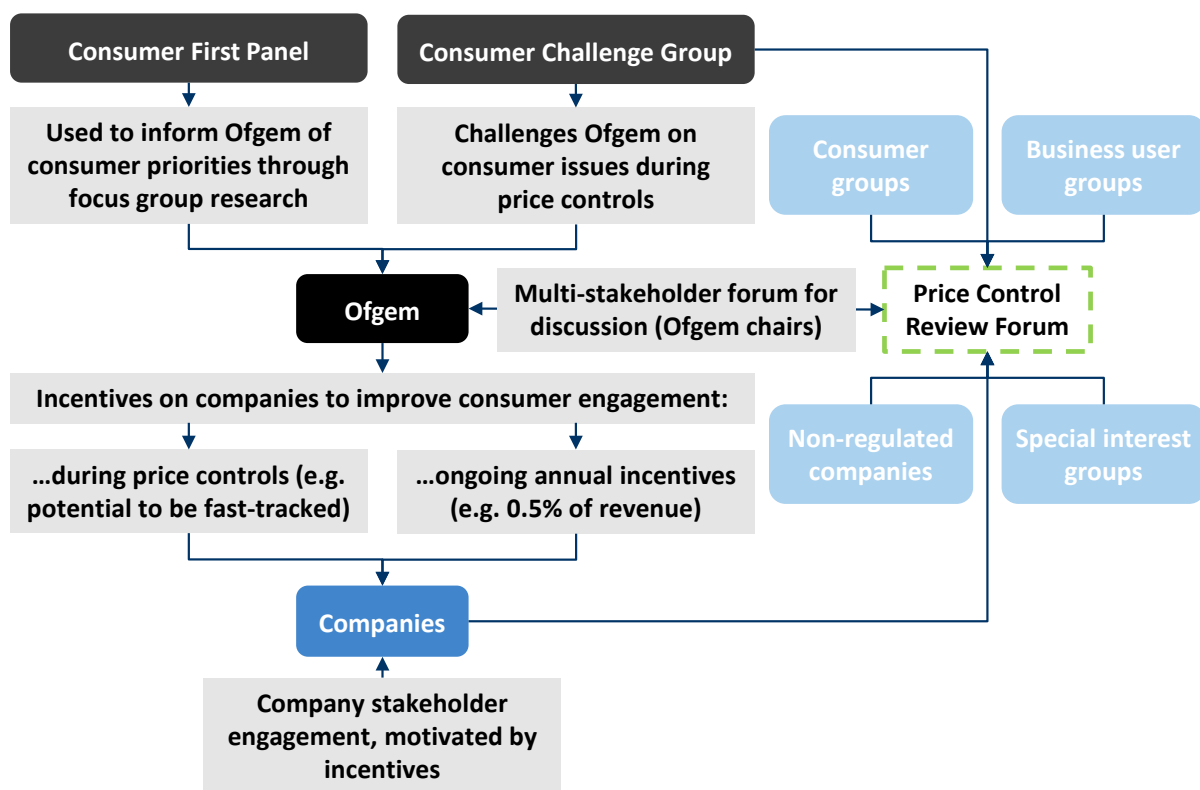 Consumer First Panel
Consumer Challenge Group
Used to inform Ofgem of
consumer priorities through
focus group research
Challenges Ofgem on
consumer issues during
price controls
Consumer
groups
Business user
groups
Ofgem
Multi-stakeholder forum for
discussion (Ofgem chairs)
Price Control
Review Forum
Incentives on companies to improve consumer engagement:
…during price controls (e.g.
potential to be fast-tracked)
…ongoing annual incentives
(e.g. 0.5% of revenue)
Non-regulated
companies
Special interest
groups
Companies
Company stakeholder
engagement, motivated by
incentives